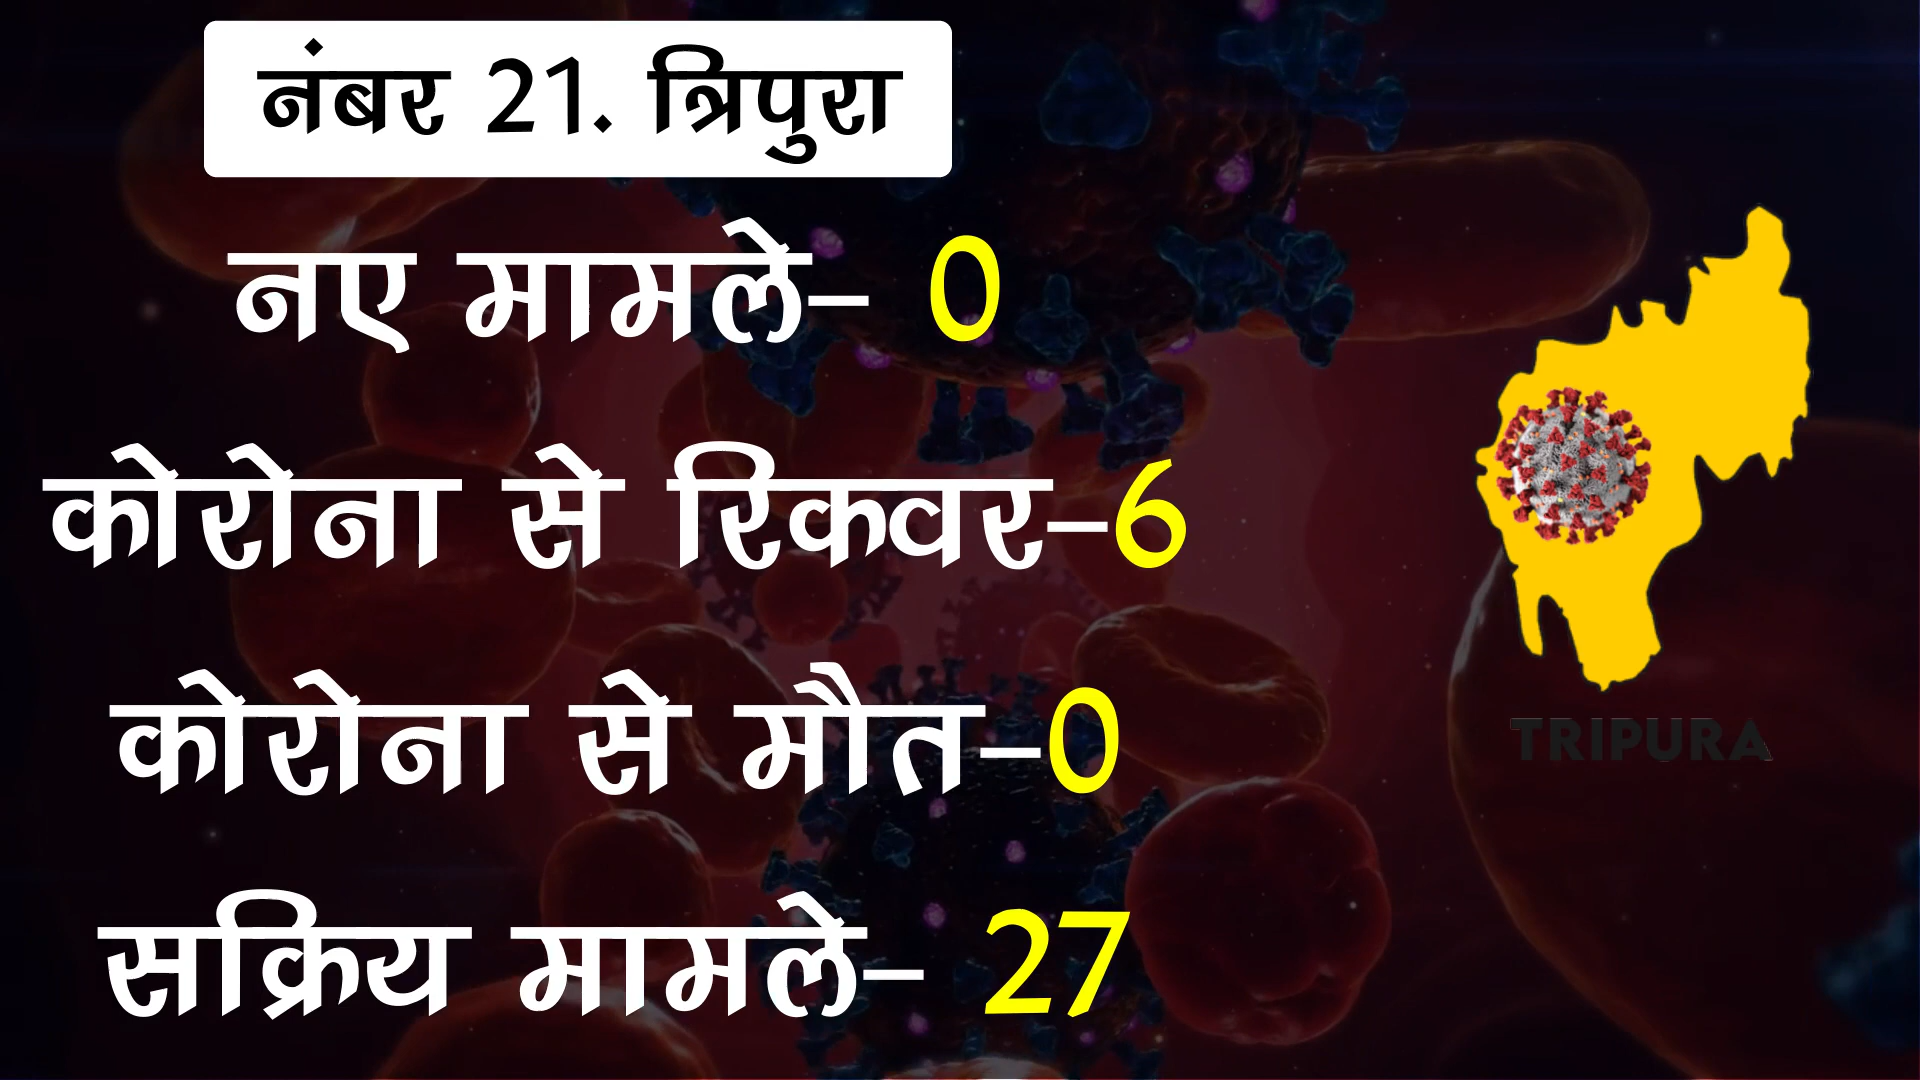 नंबर 21. त्रिपुरा
नए मामले– 0
कोरोना से रिकवर–6
कोरोना से मौत–0
सक्रिय मामले– 27
TRIPURA